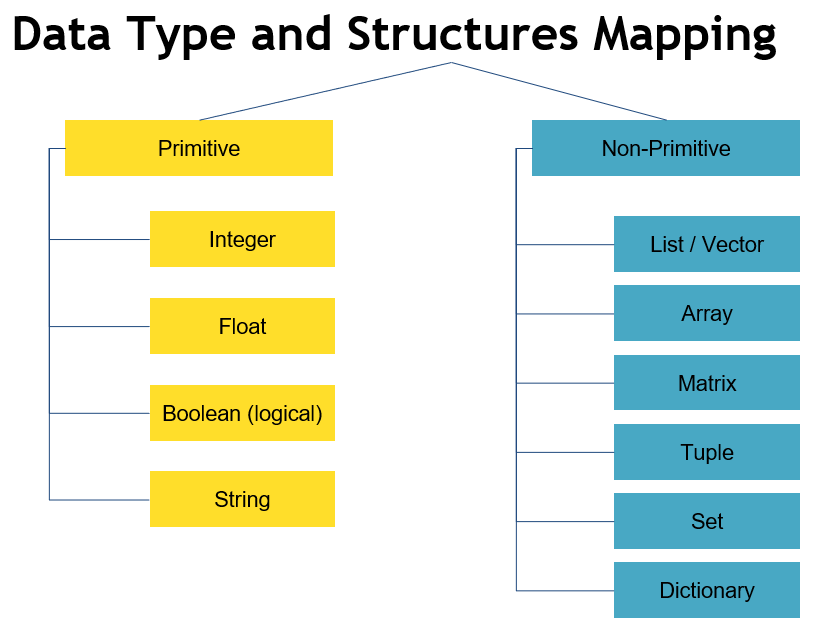 Data Type and Structures Mapping
Primitive
Integer
Float
Boolean (logical)
String
Non-Primitive
List / Vector
Array
Matrix
Tuple
Set
Dictionary